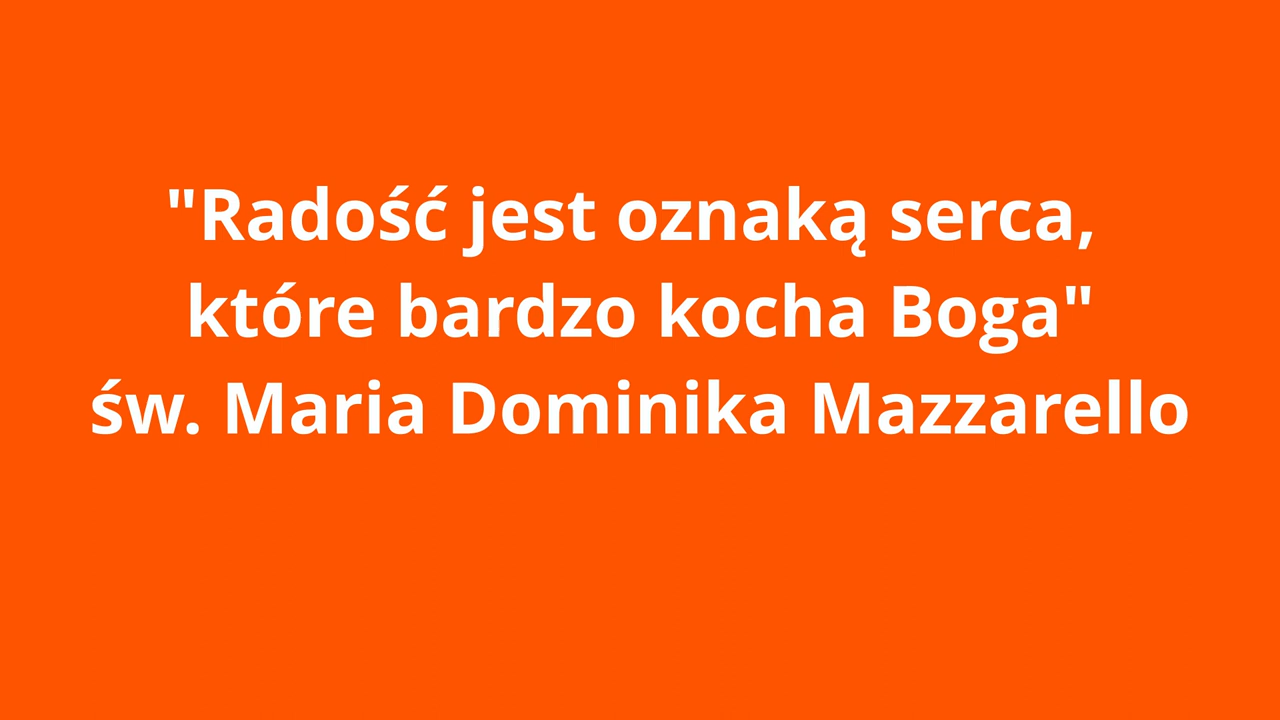 "Radość jest oznaką serca,
które bardzo kocha Boga"
św. Maria Dominika Mazzarello